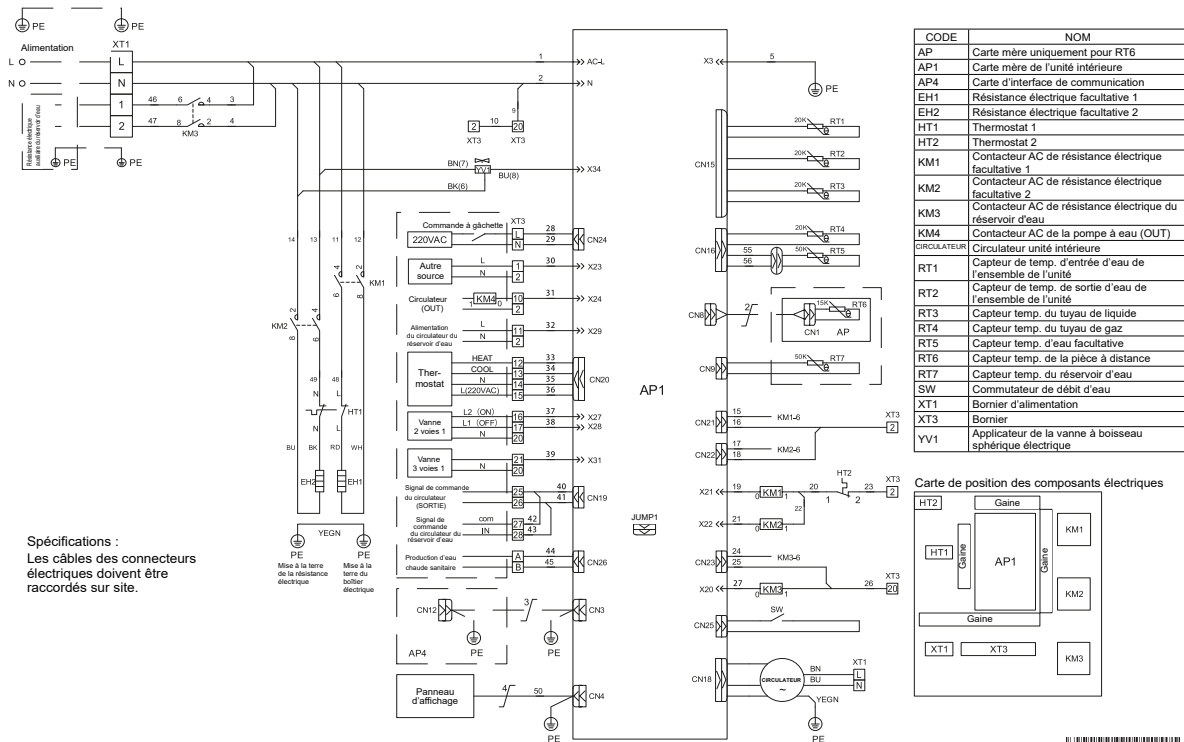 PE PE
Alimentation XT1
L L
N N
1 46 6 4 3
2 47 8 2 4
KM3
Résistance électrique
auxiliaire du réservoir d'eau
PE PE
1 AC-L
2 N
9
2 10 20
XT3 XT3
BN(7) YV1 BU(8) X34
BK(6)
14 13 11 12
4 2
KM1
6 8
2 4
KM2
8 6
49 48
N L
HT1
N L
BU BK RD WH
EH2 EH1
YEGN
PE PE
Mise à la terre
de la résistance
électrique
Mise à la
terre du
boîtier
électrique
Spécifications :
Les câbles des connecteurs
électriques doivent être
raccordés sur site.
Commande à gâchette XT3
220VAC L 28
N 29 CN24
Autre
source
L 1 30 X23
N 2
Circulateur
(OUT)
1 KM4 0 10 31 X24
2
Alimentation
du circulateur du
réservoir d'eau
L 11 32 X29
N 2
Ther-
mostat
HEAT 12 33
COOL 13 34
N 14 35
L(220VAC) 15 36
CN20
Vanne
2 voies 1
L2 (ON) 16 37 X27
L1 (OFF) 17 38 X28
N 20
Vanne
3 voies 1
21 39 X31
N 20
Signal de commande
du circulateur
(SORTIE)
25 40
26 41
CN19
Signal de
commande
du circulateur du
réservoir d'eau
com 27 42
IN 28 43
Production d'eau
chaude sanitaire
A 44
B 45
CN26
CN12 3 CN3
PE PE
AP4
Panneau
d'affichage
4 50 CN4
PE
AP1
JUMP1
X3 5
PE
CN15
20K RT1
20K RT2
20K RT3
CN16
20K RT4
55 50K RT5
56
CN8 2 15K RT6
CN1 AP
CN9 50K RT7
CN21 15 KM1-6
16
XT3
2
CN22 17 KM2-6
18
X21 19 0 KM1 1 20 1 HT2 2 23 XT3
2
22
X22 21 0 KM2 1
CN23 24 KM3-6
25
X20 27 0 KM3 1 26 XT3
20
CN25 SW
CN18 CIRCULATEUR
~
BN XT1
L
BU N
YEGN
PE
CODE NOM
AP Carte mère uniquement pour RT6
AP1 Carte mère de l'unité intérieure
AP4 Carte d'interface de communication
EH1 Résistance électrique facultative 1
EH2 Résistance électrique facultative 2
HT1 Thermostat 1
HT2 Thermostat 2
KM1 Contacteur AC de résistance électrique
facultative 1
KM2 Contacteur AC de résistance électrique
facultative 2
KM3 Contacteur AC de résistance électrique du
réservoir d'eau
KM4 Contacteur AC de la pompe à eau (OUT)
CIRCULATEUR Circulateur unité intérieure
RT1 Capteur de temp. d'entrée d'eau de
l'ensemble de l'unité
RT2 Capteur de temp. de sortie d'eau de
l'ensemble de l'unité
RT3 Capteur temp. du tuyau de liquide
RT4 Capteur temp. du tuyau de gaz
RT5 Capteur temp. d'eau facultative
RT6 Capteur temp. de la pièce à distance
RT7 Capteur temp. du réservoir d'eau
SW Commutateur de débit d'eau
XT1 Bornier d'alimentation
XT3 Bornier
YV1 Applicateur de la vanne à boisseau
sphérique électrique
Carte de position des composants électriques
HT2 Gaine
HT1 Gaine AP1 Gaine KM1
KM2
Gaine
XT1 XT3 KM3